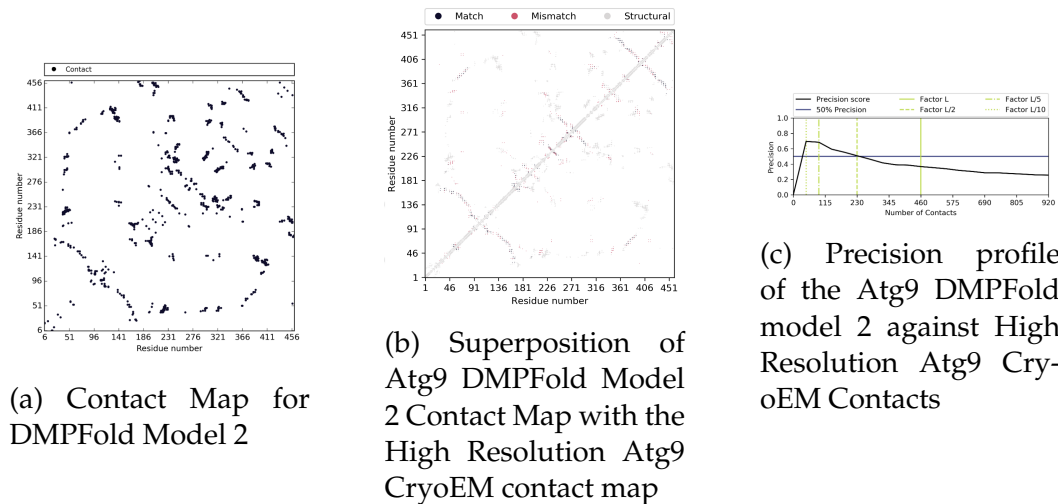 Contact
456
411
366
321
276
231
186
141
96
51
6
Residue number
6 51 96 141 186 231 276 321 366 411 456
Residue number
(a) Contact Map for
DMPFold Model 2
Match Mismatch Structural
451
406
361
316
271
226
181
136
91
46
1
Residue number
1 46 91 136 181 226 271 316 361 406 451
Residue number
(b) Superposition of
Atg9 DMPFold Model
2 Contact Map with the
High Resolution Atg9
CryoEM contact map
Precision score Factor L Factor L/5
50% Precision Factor L/2 Factor L/10
1.0
0.8
0.6
0.4
0.2
0.0
Precision
0 115 230 345 460 575 690 805 920
Number of Contacts
(c) Precision profile
of the Atg9 DMPFold
model 2 against High
Resolution Atg9 Cry-
oEM Contacts